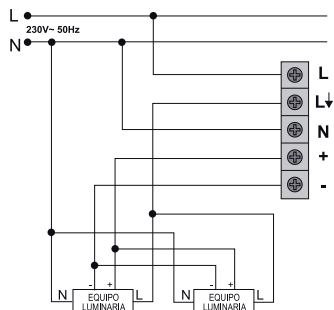 L
230V~ 50Hz
N
L
L↓
N
+
-
- +
- +
N EQUIPO LUMINARIA L
N EQUIPO LUMINARIA L